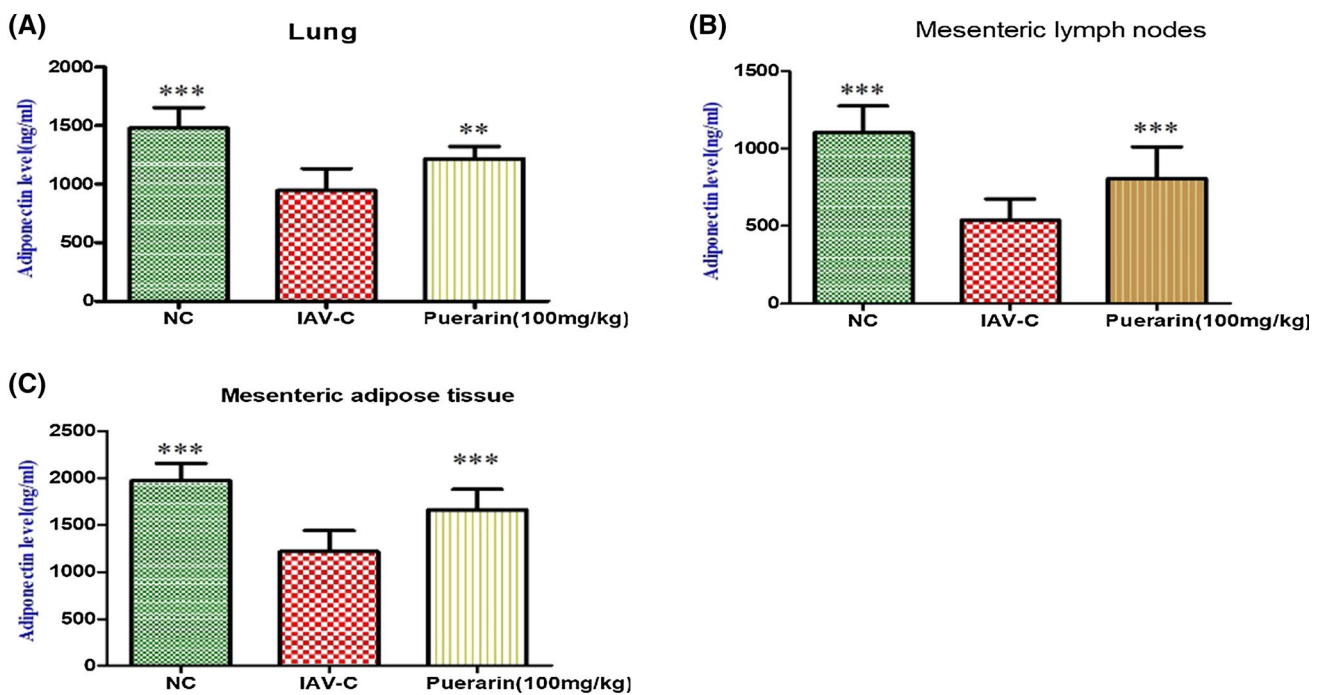 (A)
Lung
Adiponectin level(ng/ml)
2000
1500
1000
500
0
***
**
NC IAV-C Puerarin(100mg/kg)
(B)
Mesenteric lymph nodes
Adiponectin level(ng/ml)
1500
1000
500
0
***
***
NC IAV-C Puerarin(100mg/kg)
(C)
Mesenteric adipose tissue
Adiponectin level(ng/ml)
2500
2000
1500
1000
500
0
***
***
NC IAV-C Puerarin(100mg/kg)